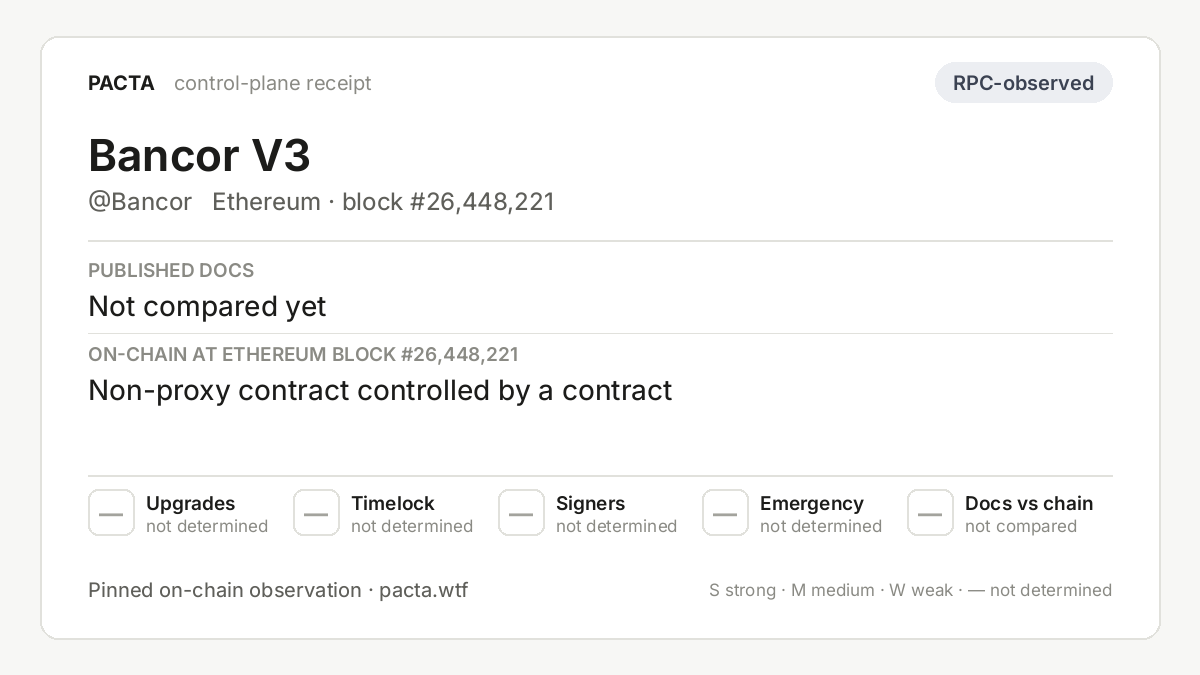 PACTA control-plane receipt RPC-observed
Bancor V3
@Bancor Ethereum · block #26,448,221
PUBLISHED DOCS
Not compared yet
ON-CHAIN AT ETHEREUM BLOCK #26,448,221
Non-proxy contract controlled by a contract
— Upgrades not determined
— Timelock not determined
— Signers not determined
— Emergency not determined
— Docs vs chain not compared
Pinned on-chain observation · pacta.wtf
S strong · M medium · W weak · — not determined